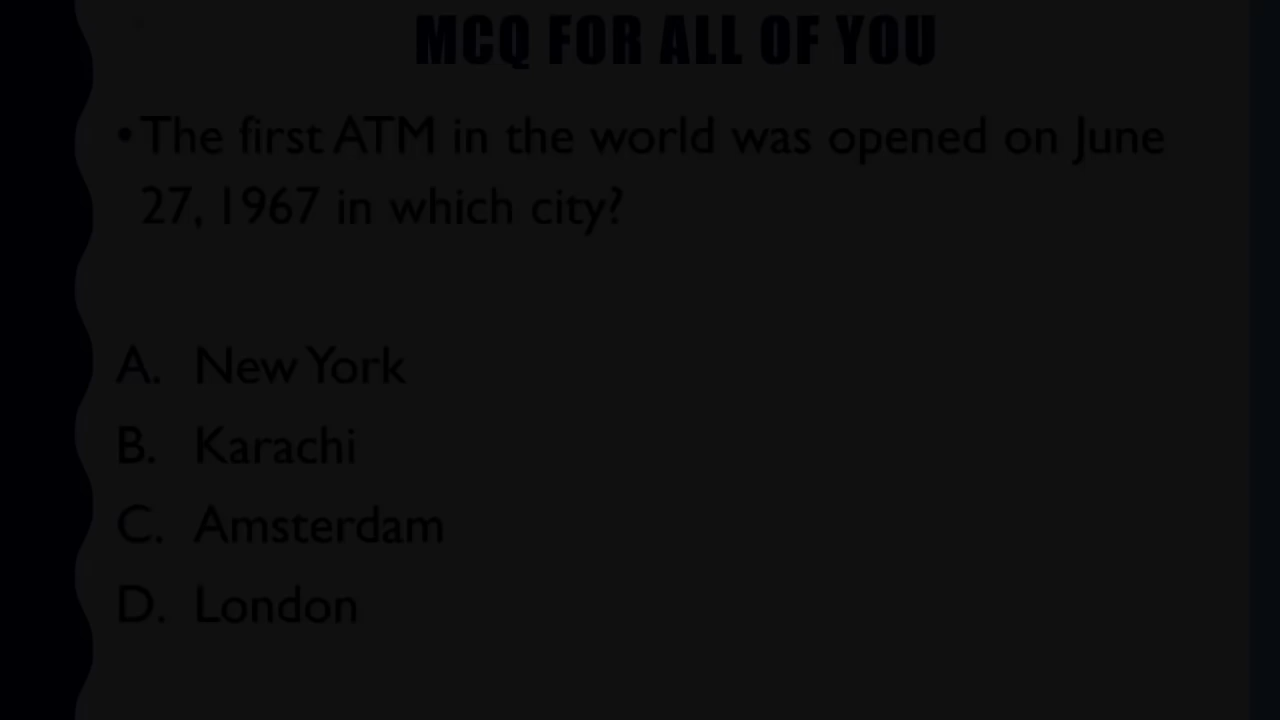 MCQ FOR ALL OF YOU
• The first ATM in the world was opened on June
27, 1967 in which city?
A. New York
B. Karachi
C. Amsterdam
D. London